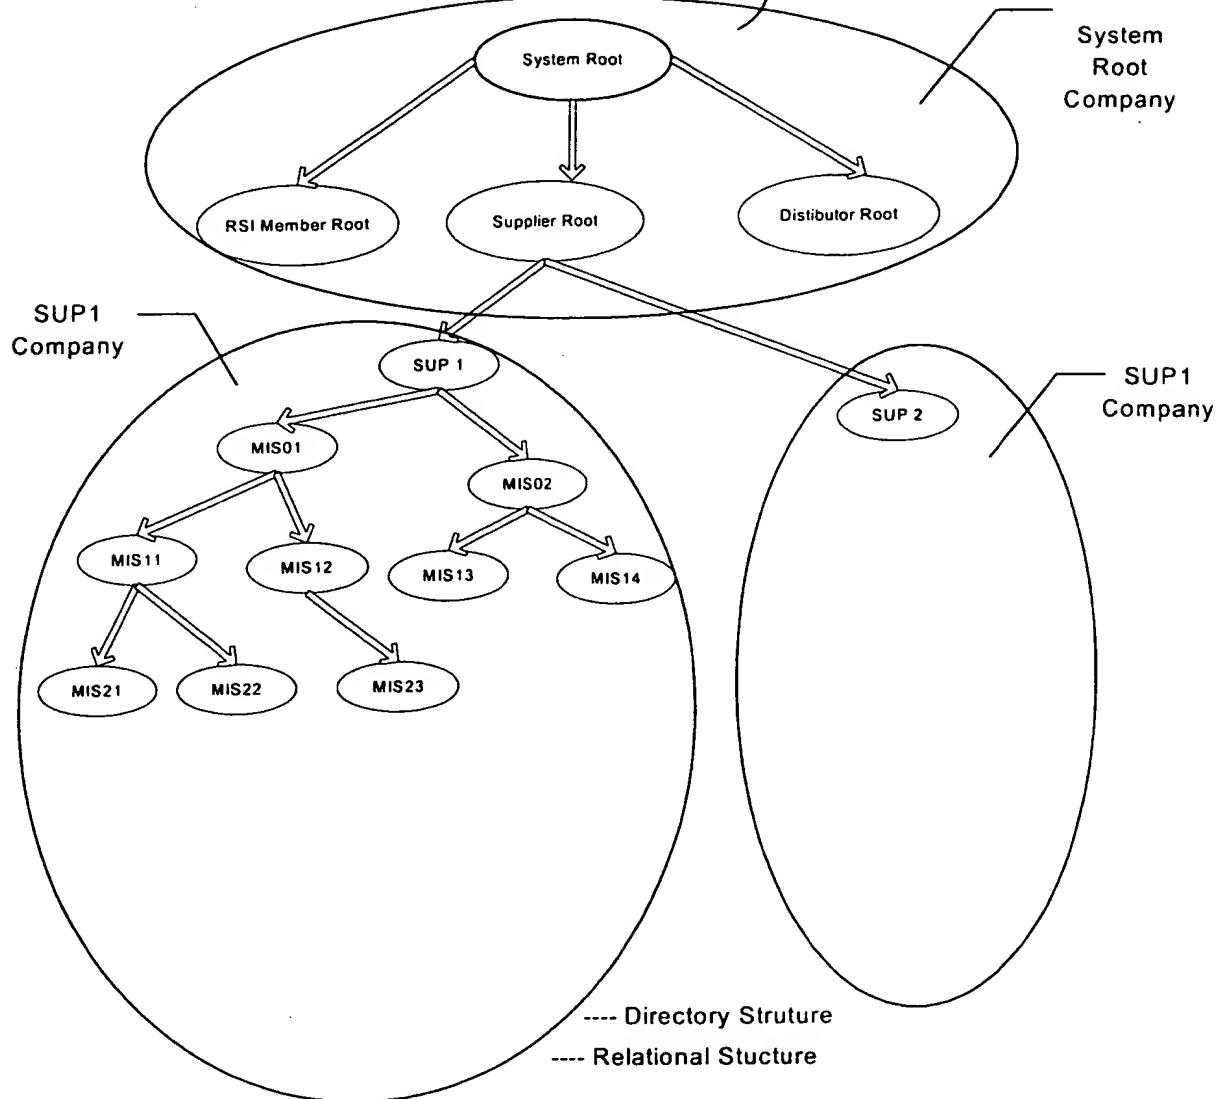 System Root
System
Root
Company
RSI Member Root
Supplier Root
Distibutor Root
SUP1
Company
SUP 1
SUP 2
SUP1
Company
MIS01
MIS02
MIS11
MIS12
MIS13
MIS14
MIS21
MIS22
MIS23
---- Directory Struture
---- Relational Stucture